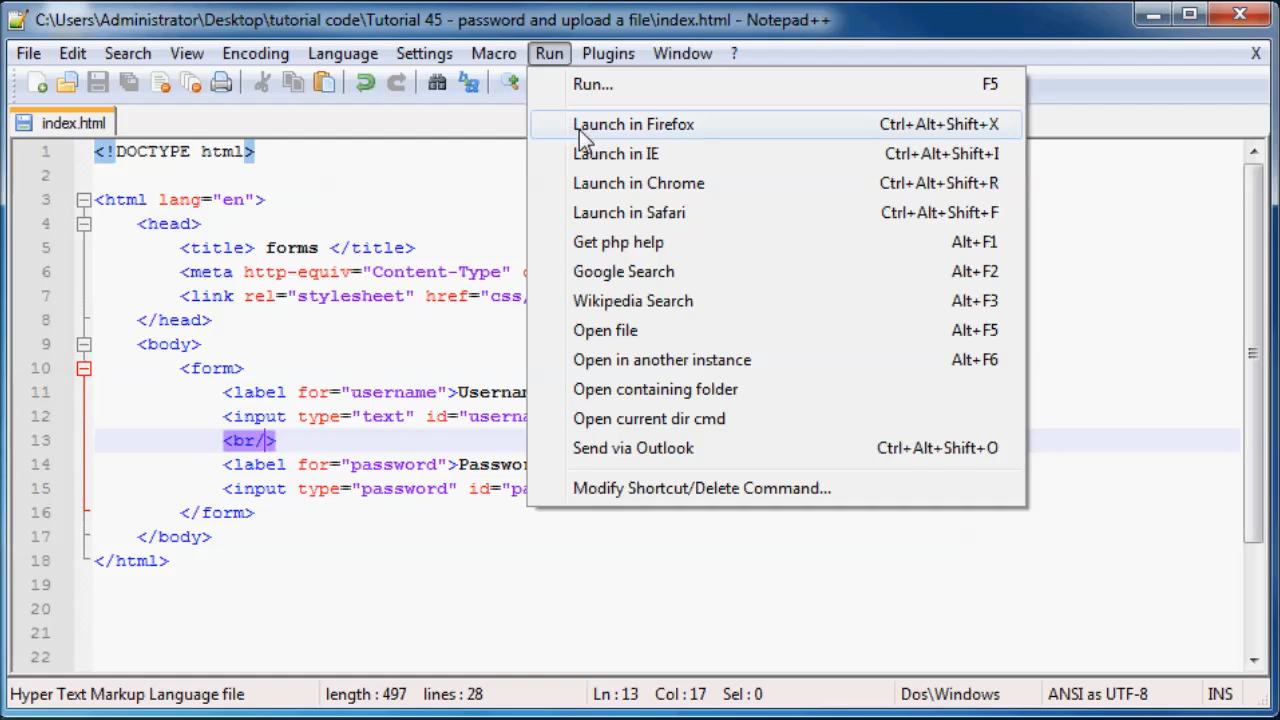 C:\Users\Administrator\Desktop\tutorial code\Tutorial 45 - password and upload a file\index.html - Notepad++
File Edit Search View Encoding Language Settings Macro Run Plugins Window ? X
Run... F5
index.html
Launch in Firefox Ctrl+Alt+Shift+X
Launch in IE Ctrl+Alt+Shift+I
Launch in Chrome Ctrl+Alt+Shift+R
Launch in Safari Ctrl+Alt+Shift+F
Get php help Alt+F1
Google Search Alt+F2
Wikipedia Search Alt+F3
Open file Alt+F5
Open in another instance Alt+F6
Open containing folder
Open current dir cmd
Send via Outlook Ctrl+Alt+Shift+O
Modify Shortcut/Delete Command...
1 <!DOCTYPE html>
2
3 <html lang="en">
4 <head>
5 <title> forms </title>
6 <meta http-equiv="Content-Type"
7 <link rel="stylesheet" href="css/
8 </head>
9 <body>
10 <form>
11 <label for="username">Usernam
12 <input type="text" id="userna
13 <br/>
14 <label for="password">Passwor
15 <input type="password" id="pa
16 </form>
17 </body>
18 </html>
19
20
21
22
Hyper Text Markup Language file length : 497 lines : 28 Ln : 13 Col : 17 Sel : 0 Dos\Windows ANSI as UTF-8 INS